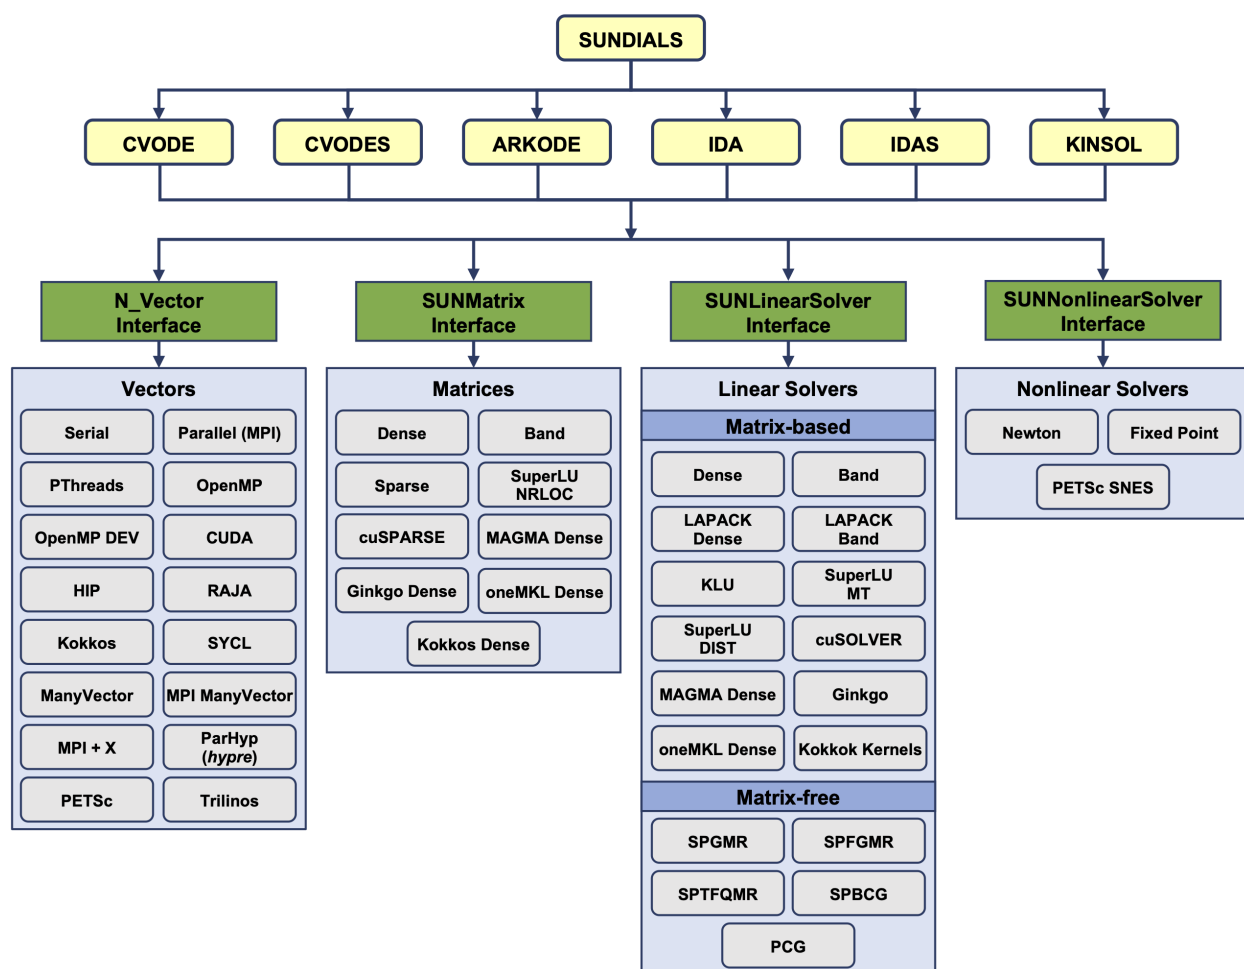 SUNDIALS
CVODE
CVODES
ARKODE
IDA
IDAS
KINSOL
N_Vector
Interface
SUNMatrix
Interface
SUNLinearSolver
Interface
SUNNonlinearSolver
Interface
Vectors
Serial
Parallel (MPI)
PThreads
OpenMP
OpenMP DEV
CUDA
HIP
RAJA
Kokkos
SYCL
ManyVector
MPI ManyVector
MPI + X
ParHyp
(hypre)
PETSc
Trilinos
Matrices
Dense
Band
Sparse
SuperLU
NRLOC
cuSPARSE
MAGMA Dense
Ginkgo Dense
oneMKL Dense
Kokkos Dense
Linear Solvers
Matrix-based
Dense
Band
LAPACK
Dense
LAPACK
Band
KLU
SuperLU
MT
SuperLU
DIST
cuSOLVER
MAGMA Dense
Ginkgo
oneMKL Dense
Kokkok Kernels
Matrix-free
SPGMR
SPFGMR
SPTFQMR
SPBCG
PCG
Nonlinear Solvers
Newton
Fixed Point
PETSc SNES